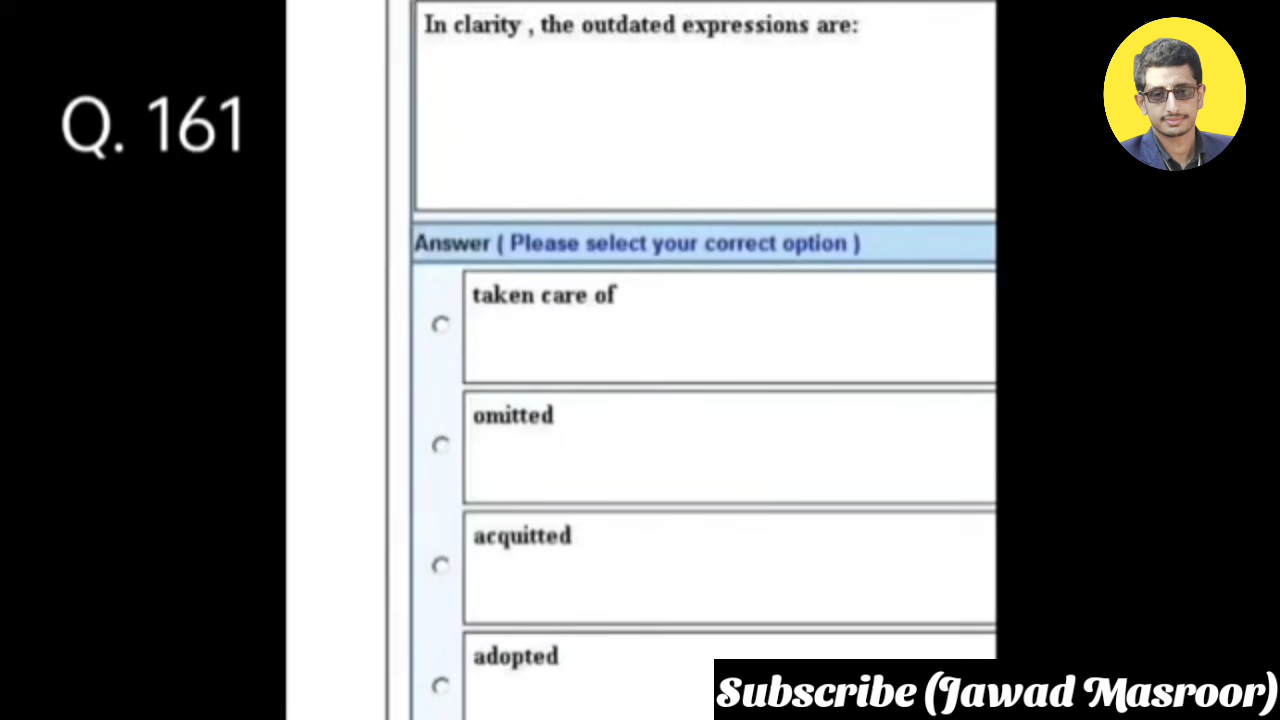 Q. 161
In clarity , the outdated expressions are:
Answer ( Please select your correct option )
taken care of
omitted
acquitted
adopted
Subscribe (Jawad Masroor)